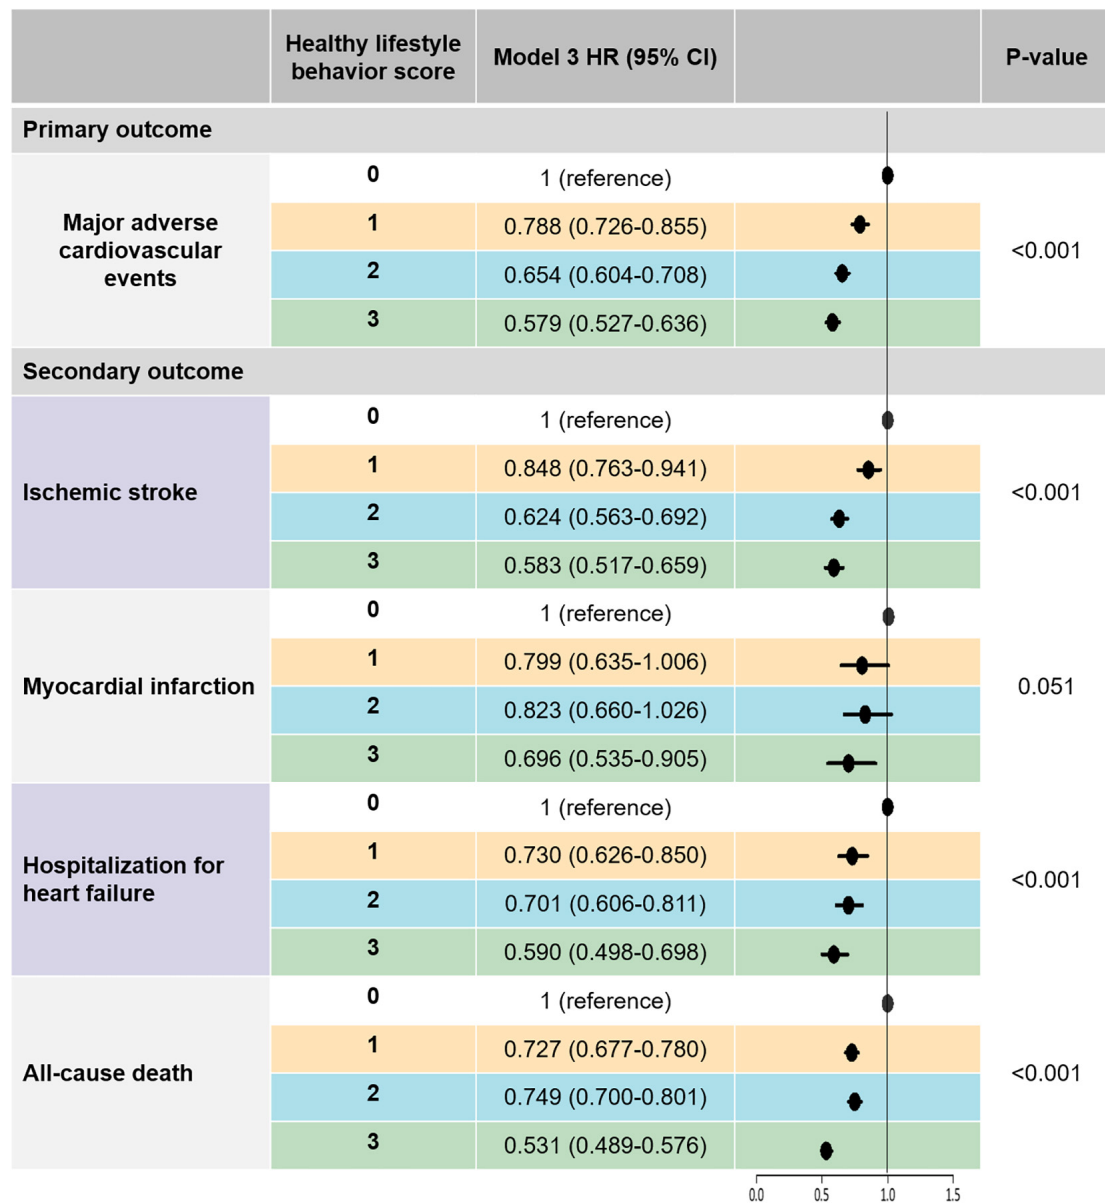 Healthy lifestyle
behavior score
Model 3 HR (95% CI)
P-value
Primary outcome
Major adverse
cardiovascular
events
0
1 (reference)
1
0.788 (0.726-0.855)
2
0.654 (0.604-0.708)
3
0.579 (0.527-0.636)
<0.001
Secondary outcome
Ischemic stroke
0
1 (reference)
1
0.848 (0.763-0.941)
2
0.624 (0.563-0.692)
3
0.583 (0.517-0.659)
<0.001
Myocardial infarction
0
1 (reference)
1
0.799 (0.635-1.006)
2
0.823 (0.660-1.026)
3
0.696 (0.535-0.905)
0.051
Hospitalization for
heart failure
0
1 (reference)
1
0.730 (0.626-0.850)
2
0.701 (0.606-0.811)
3
0.590 (0.498-0.698)
<0.001
All-cause death
0
1 (reference)
1
0.727 (0.677-0.780)
2
0.749 (0.700-0.801)
3
0.531 (0.489-0.576)
<0.001
0.0 0.5 1.0 1.5